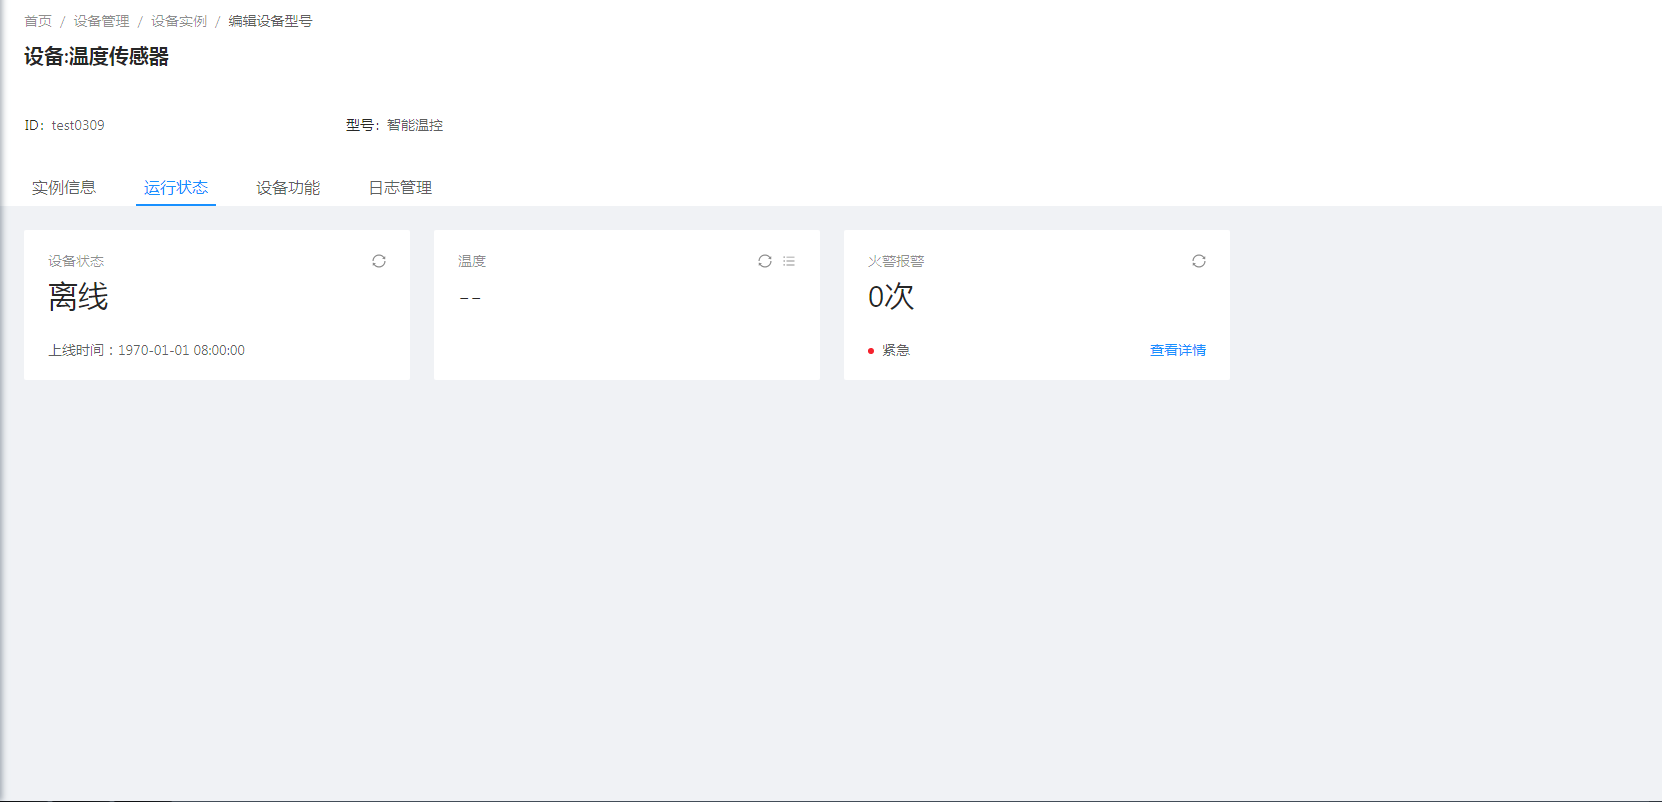 首页 / 设备管理 / 设备实例 / 编辑设备型号
设备:温度传感器
ID: test0309 型号: 智能温控
实例信息 运行状态 设备功能 日志管理
设备状态
离线
上线时间：1970-01-01 08:00:00
温度
--
火警报警
0次
紧急 查看详情